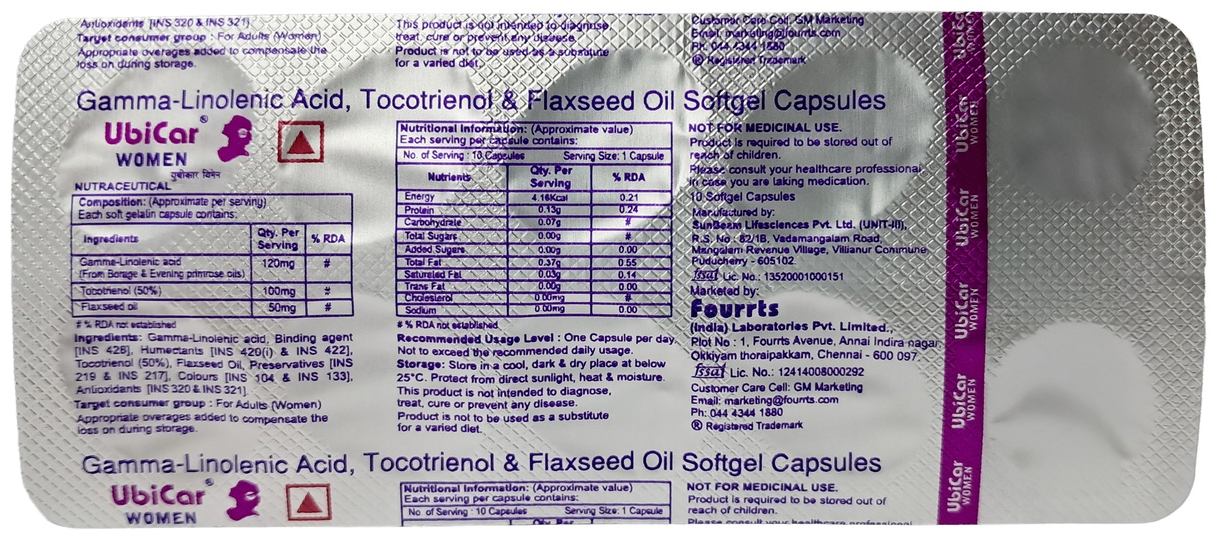 Antioxidants [INS 320 & INS 321]
Target consumer group : For Adults (Women)
Appropriate overages added to compensate the
loss on during storage.
This product is not intended to diagnose,
treat, cure or prevent any disease.
Product is not to be used as a substitute
for a varied diet.
Customer Care Cell: GM Marketing
Email: marketing@fourrts.com
Ph: 044 4344 1880
® Registered Trademark
Gamma-Linolenic Acid, Tocotrienol & Flaxseed Oil Softgel Capsules
UbiCar®
WOMEN
युबीकार विमेन
NUTRACEUTICAL
Composition: (Approximate per serving)
Each soft gelatin capsule contains:
Ingredients Qty. Per Serving % RDA
Gamma-Linolenic acid 120mg #
(From Borage & Evening primrose oils)
Tocotrienol (50%) 100mg #
Flaxseed oil 50mg #
# % RDA not established
Ingredients: Gamma-Linolenic acid, Binding agent
[INS 428], Humectants [INS 420(i) & INS 422],
Tocotrienol (50%), Flaxseed Oil, Preservatives [INS
219 & INS 217], Colours [INS 104 & INS 133],
Antioxidants [INS 320 & INS 321].
Target consumer group : For Adults (Women)
Appropriate overages added to compensate the
loss on during storage.
Nutritional Information: (Approximate value)
Each serving per capsule contains:
No. of Serving : 10 Capsules Serving Size: 1 Capsule
Nutrients Qty. Per Serving % RDA
Energy 4.16Kcal 0.21
Protein 0.13g 0.24
Carbohydrate 0.07g #
Total Sugars 0.00g #
Added Sugars 0.00g 0.00
Total Fat 0.37g 0.55
Saturated Fat 0.03g 0.14
Trans Fat 0.00g 0.00
Cholesterol 0.00mg #
Sodium 0.00mg 0.00
# % RDA not established
Recommended Usage Level : One Capsule per day.
Not to exceed the recommended daily usage.
Storage: Store in a cool, dark & dry place at below
25°C. Protect from direct sunlight, heat & moisture.
This product is not intended to diagnose,
treat, cure or prevent any disease.
Product is not to be used as a substitute
for a varied diet.
NOT FOR MEDICINAL USE.
Product is required to be stored out of
reach of children.
Please consult your healthcare professional
in case you are taking medication.
10 Softgel Capsules
Manufactured by:
SunBeam Lifesciences Pvt. Ltd. (UNIT-III),
R.S. No : 82/1B, Vadamangalam Road,
Mangalam Revenue Village, Villianur Commune,
Puducherry - 605102.
fssai Lic. No.: 13520001000151
Marketed by:
Fourrts
(India) Laboratories Pvt. Limited.,
Plot No : 1, Fourrts Avenue, Annai Indira nagar,
Okkiyam thoraipakkam, Chennai - 600 097.
fssai Lic. No.: 12414008000292
Customer Care Cell: GM Marketing
Email: marketing@fourrts.com
Ph: 044 4344 1880
® Registered Trademark
UbiCar WOMEN
UbiCar WOMEN
UbiCar WOMEN
UbiCar WOMEN
UbiCar WOMEN
UbiCar WOMEN
Gamma-Linolenic Acid, Tocotrienol & Flaxseed Oil Softgel Capsules
UbiCar®
WOMEN
Nutritional Information: (Approximate value)
Each serving per capsule contains:
No. of Serving : 10 Capsules Serving Size: 1 Capsule
Qty. Per
NOT FOR MEDICINAL USE.
Product is required to be stored out of
reach of children.
Please consult your healthcare professional